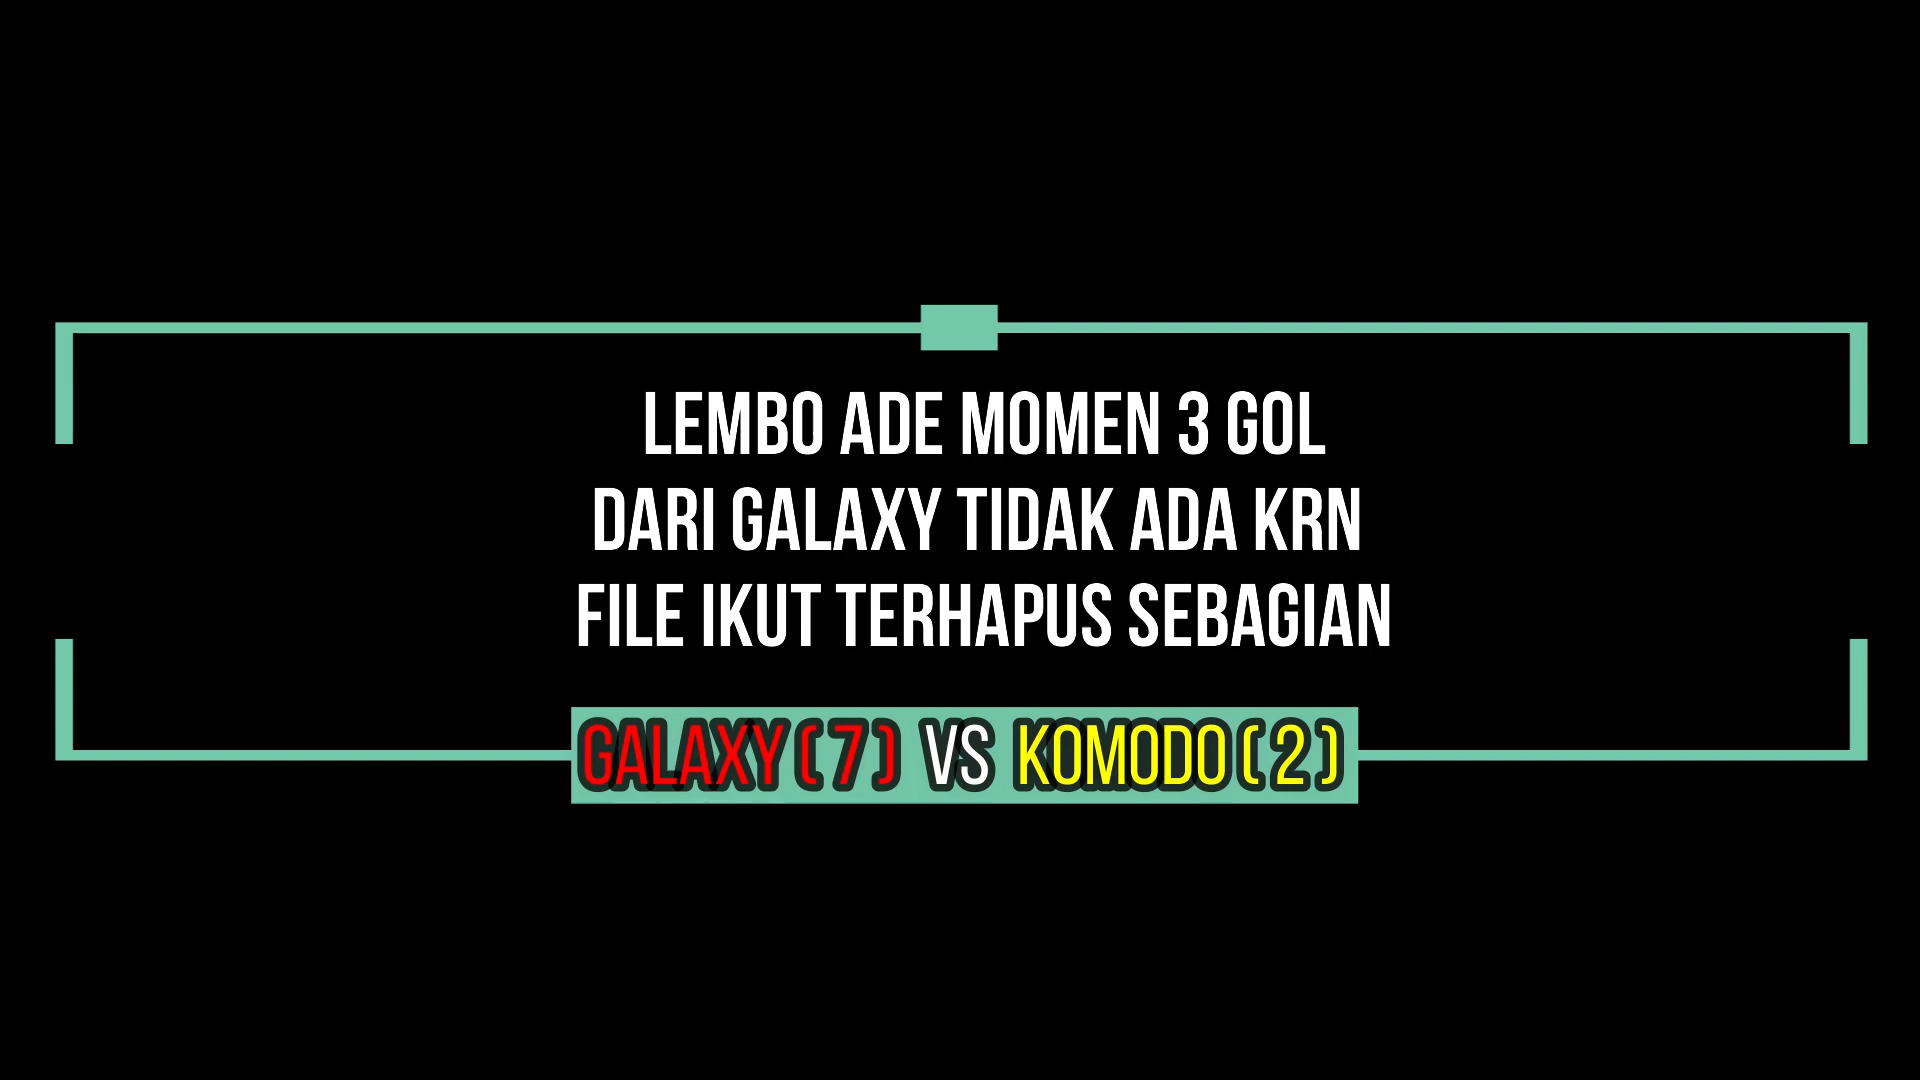 LEMBO ADE MOMEN 3 GOL
DARI GALAXY TIDAK ADA KRN
FILE IKUT TERHAPUS SEBAGIAN
GALAXY(7) VS KOMODO(2)